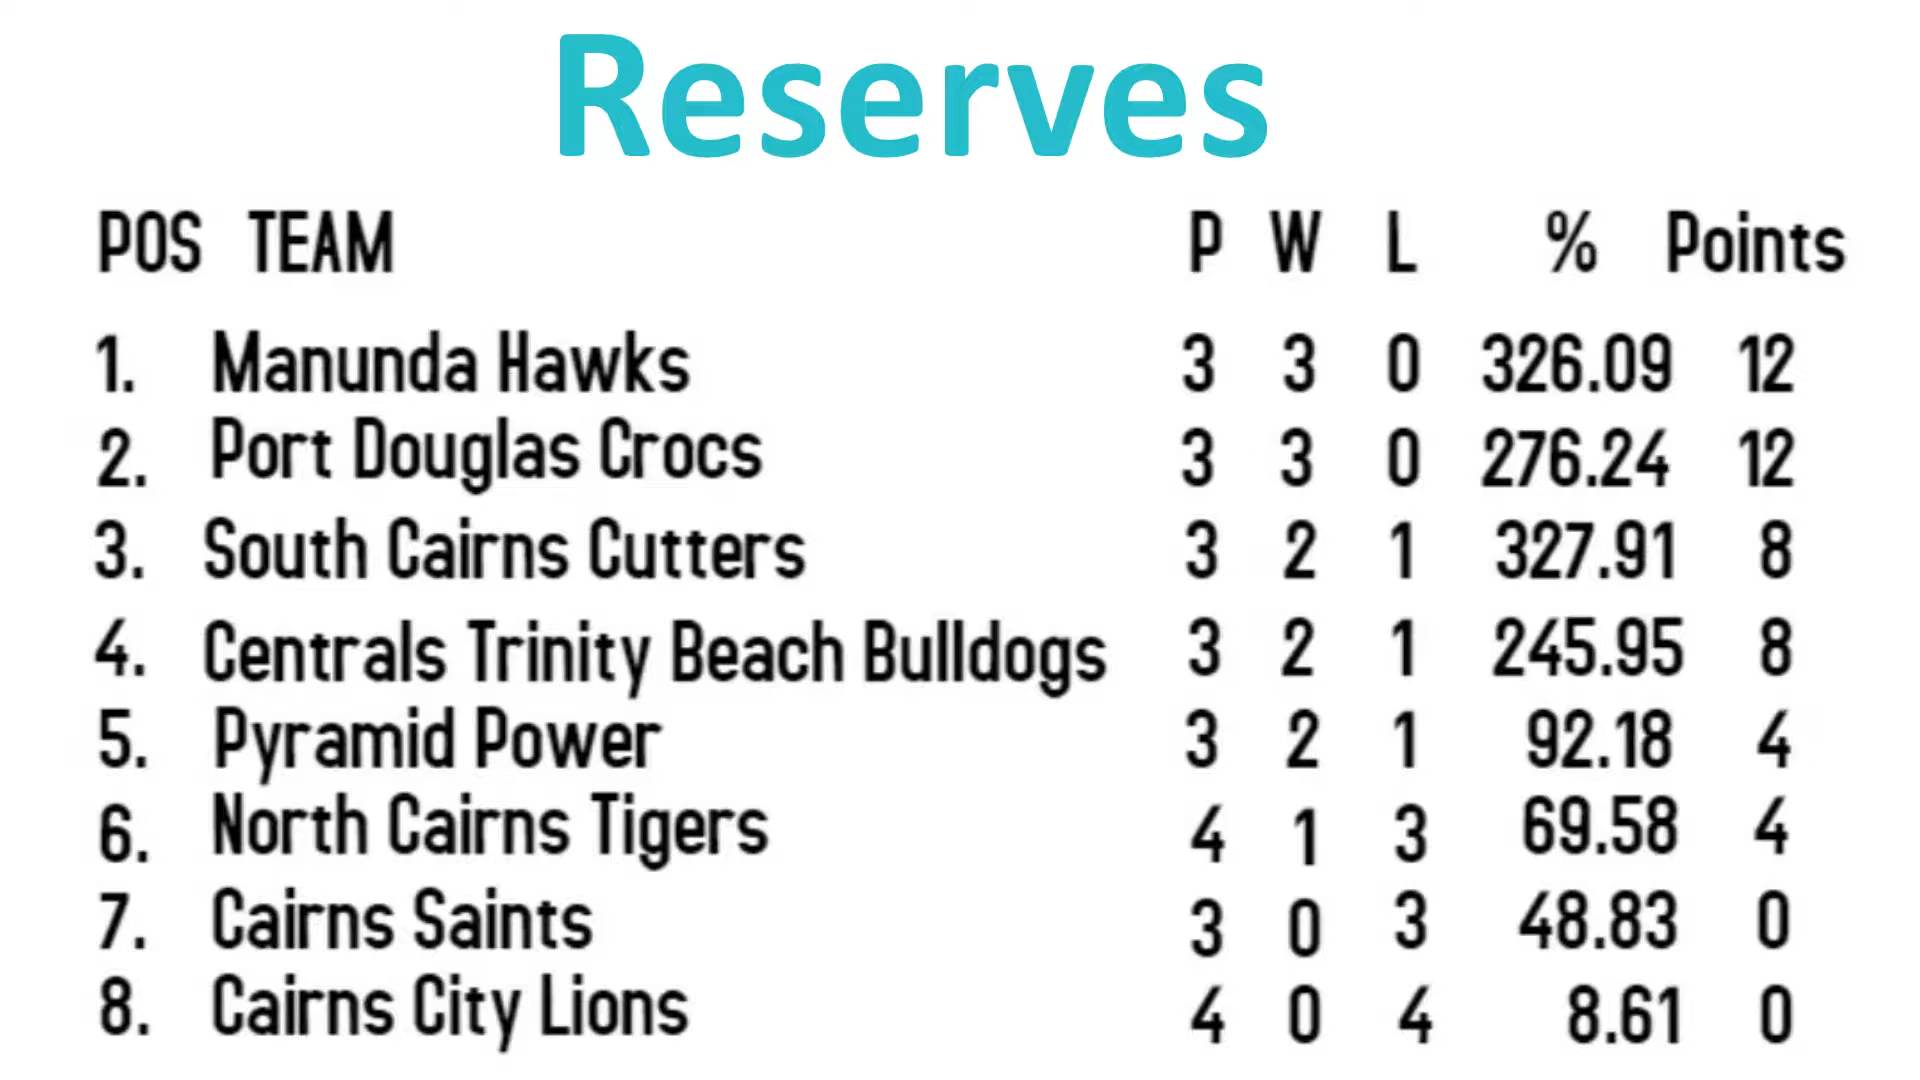 Reserves
POS TEAM P W L % Points
1. Manunda Hawks 3 3 0 326.09 12
2. Port Douglas Crocs 3 3 0 276.24 12
3. South Cairns Cutters 3 2 1 327.91 8
4. Centrals Trinity Beach Bulldogs 3 2 1 245.95 8
5. Pyramid Power 3 2 1 92.18 4
6. North Cairns Tigers 4 1 3 69.58 4
7. Cairns Saints 3 0 3 48.83 0
8. Cairns City Lions 4 0 4 8.61 0